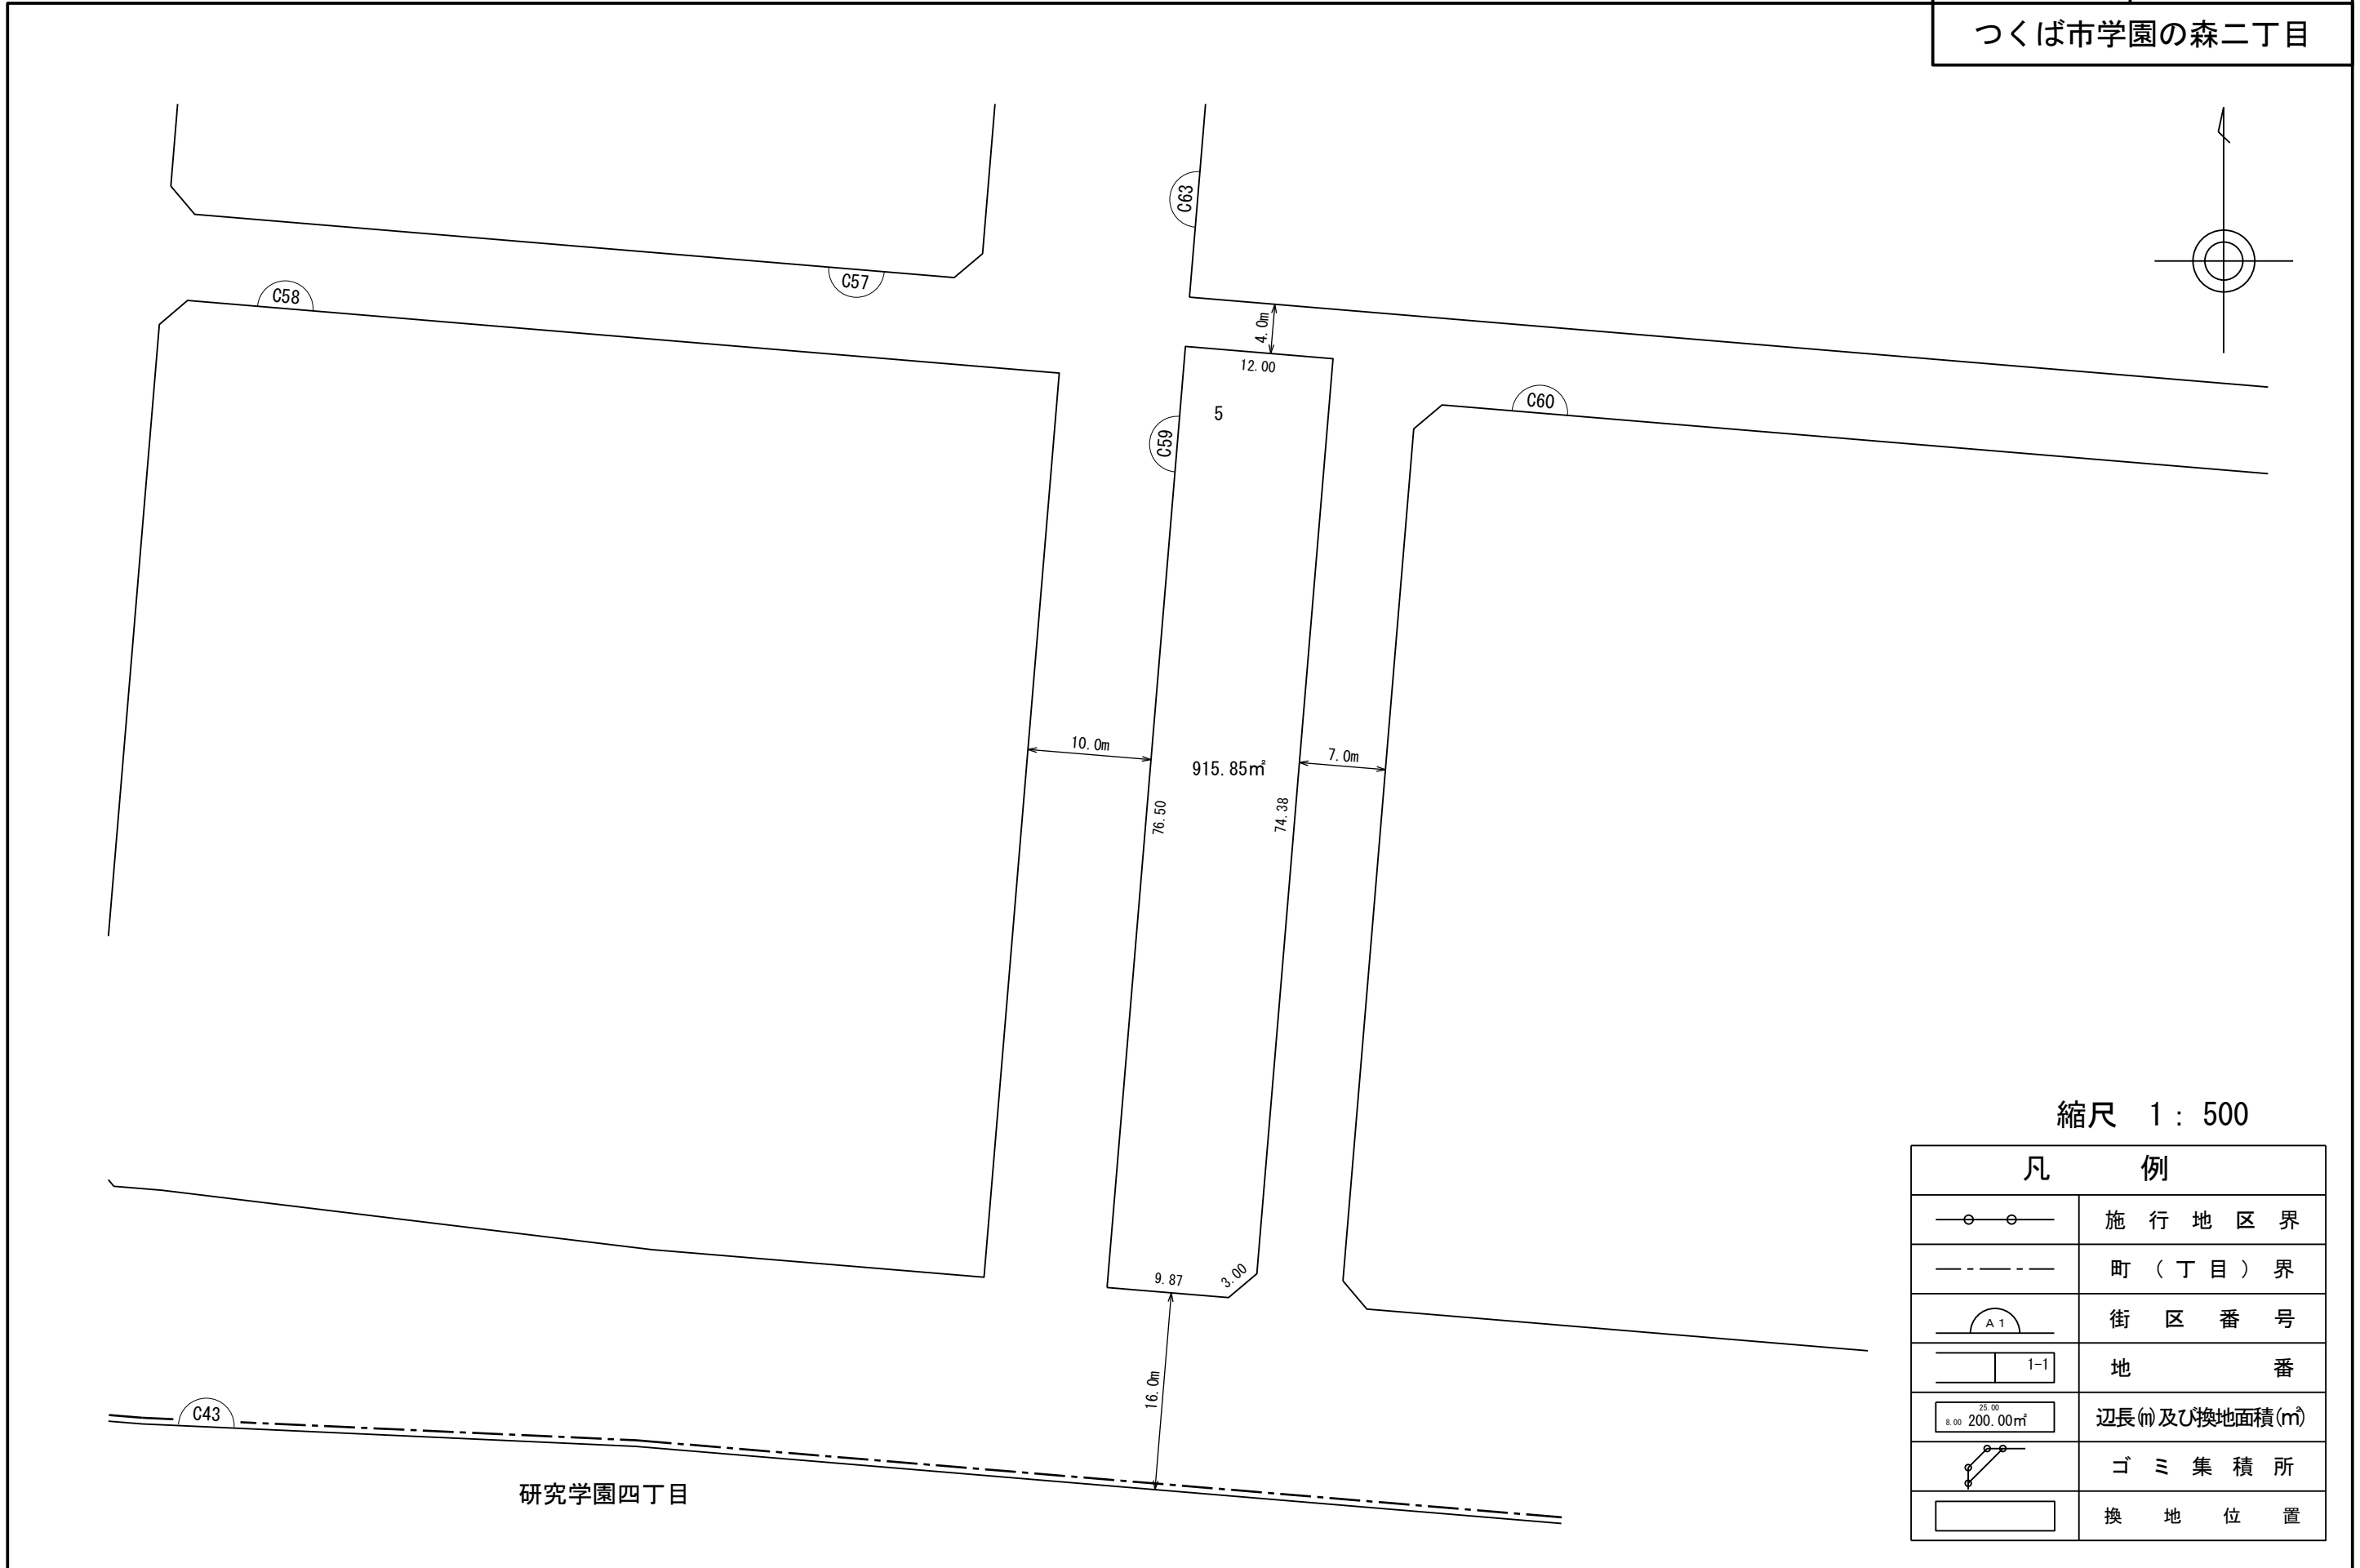 つくば市学園の森二丁目
C63
C57
C58
4.0m
12.00
5
C60
C59
10.0m
7.0m
915.85㎡
76.50
74.38
9.87
3.00
16.0m
C43
研究学園四丁目
縮尺 1：500
凡例
施行地区界
町（丁目）界
A1
街区番号
1-1
地番
25.00
8.00 200.00㎡
辺長(m)及び換地面積(㎡)
ゴミ集積所
換地位置